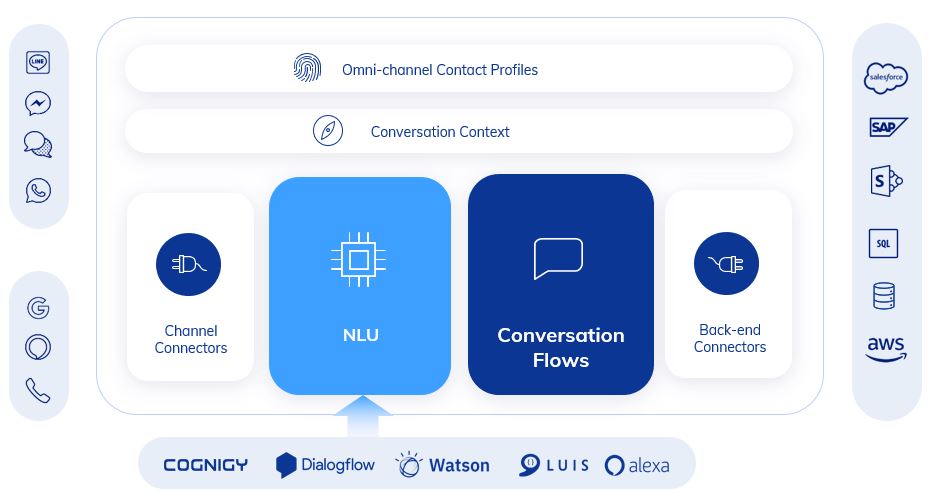 LINE
Omni-channel Contact Profiles
Conversation Context
Channel
Connectors
NLU
Conversation
Flows
Back-end
Connectors
salesforce
SAP
S
SQL
aws
G
COGNIGY
Dialogflow
Watson
LUIS
alexa